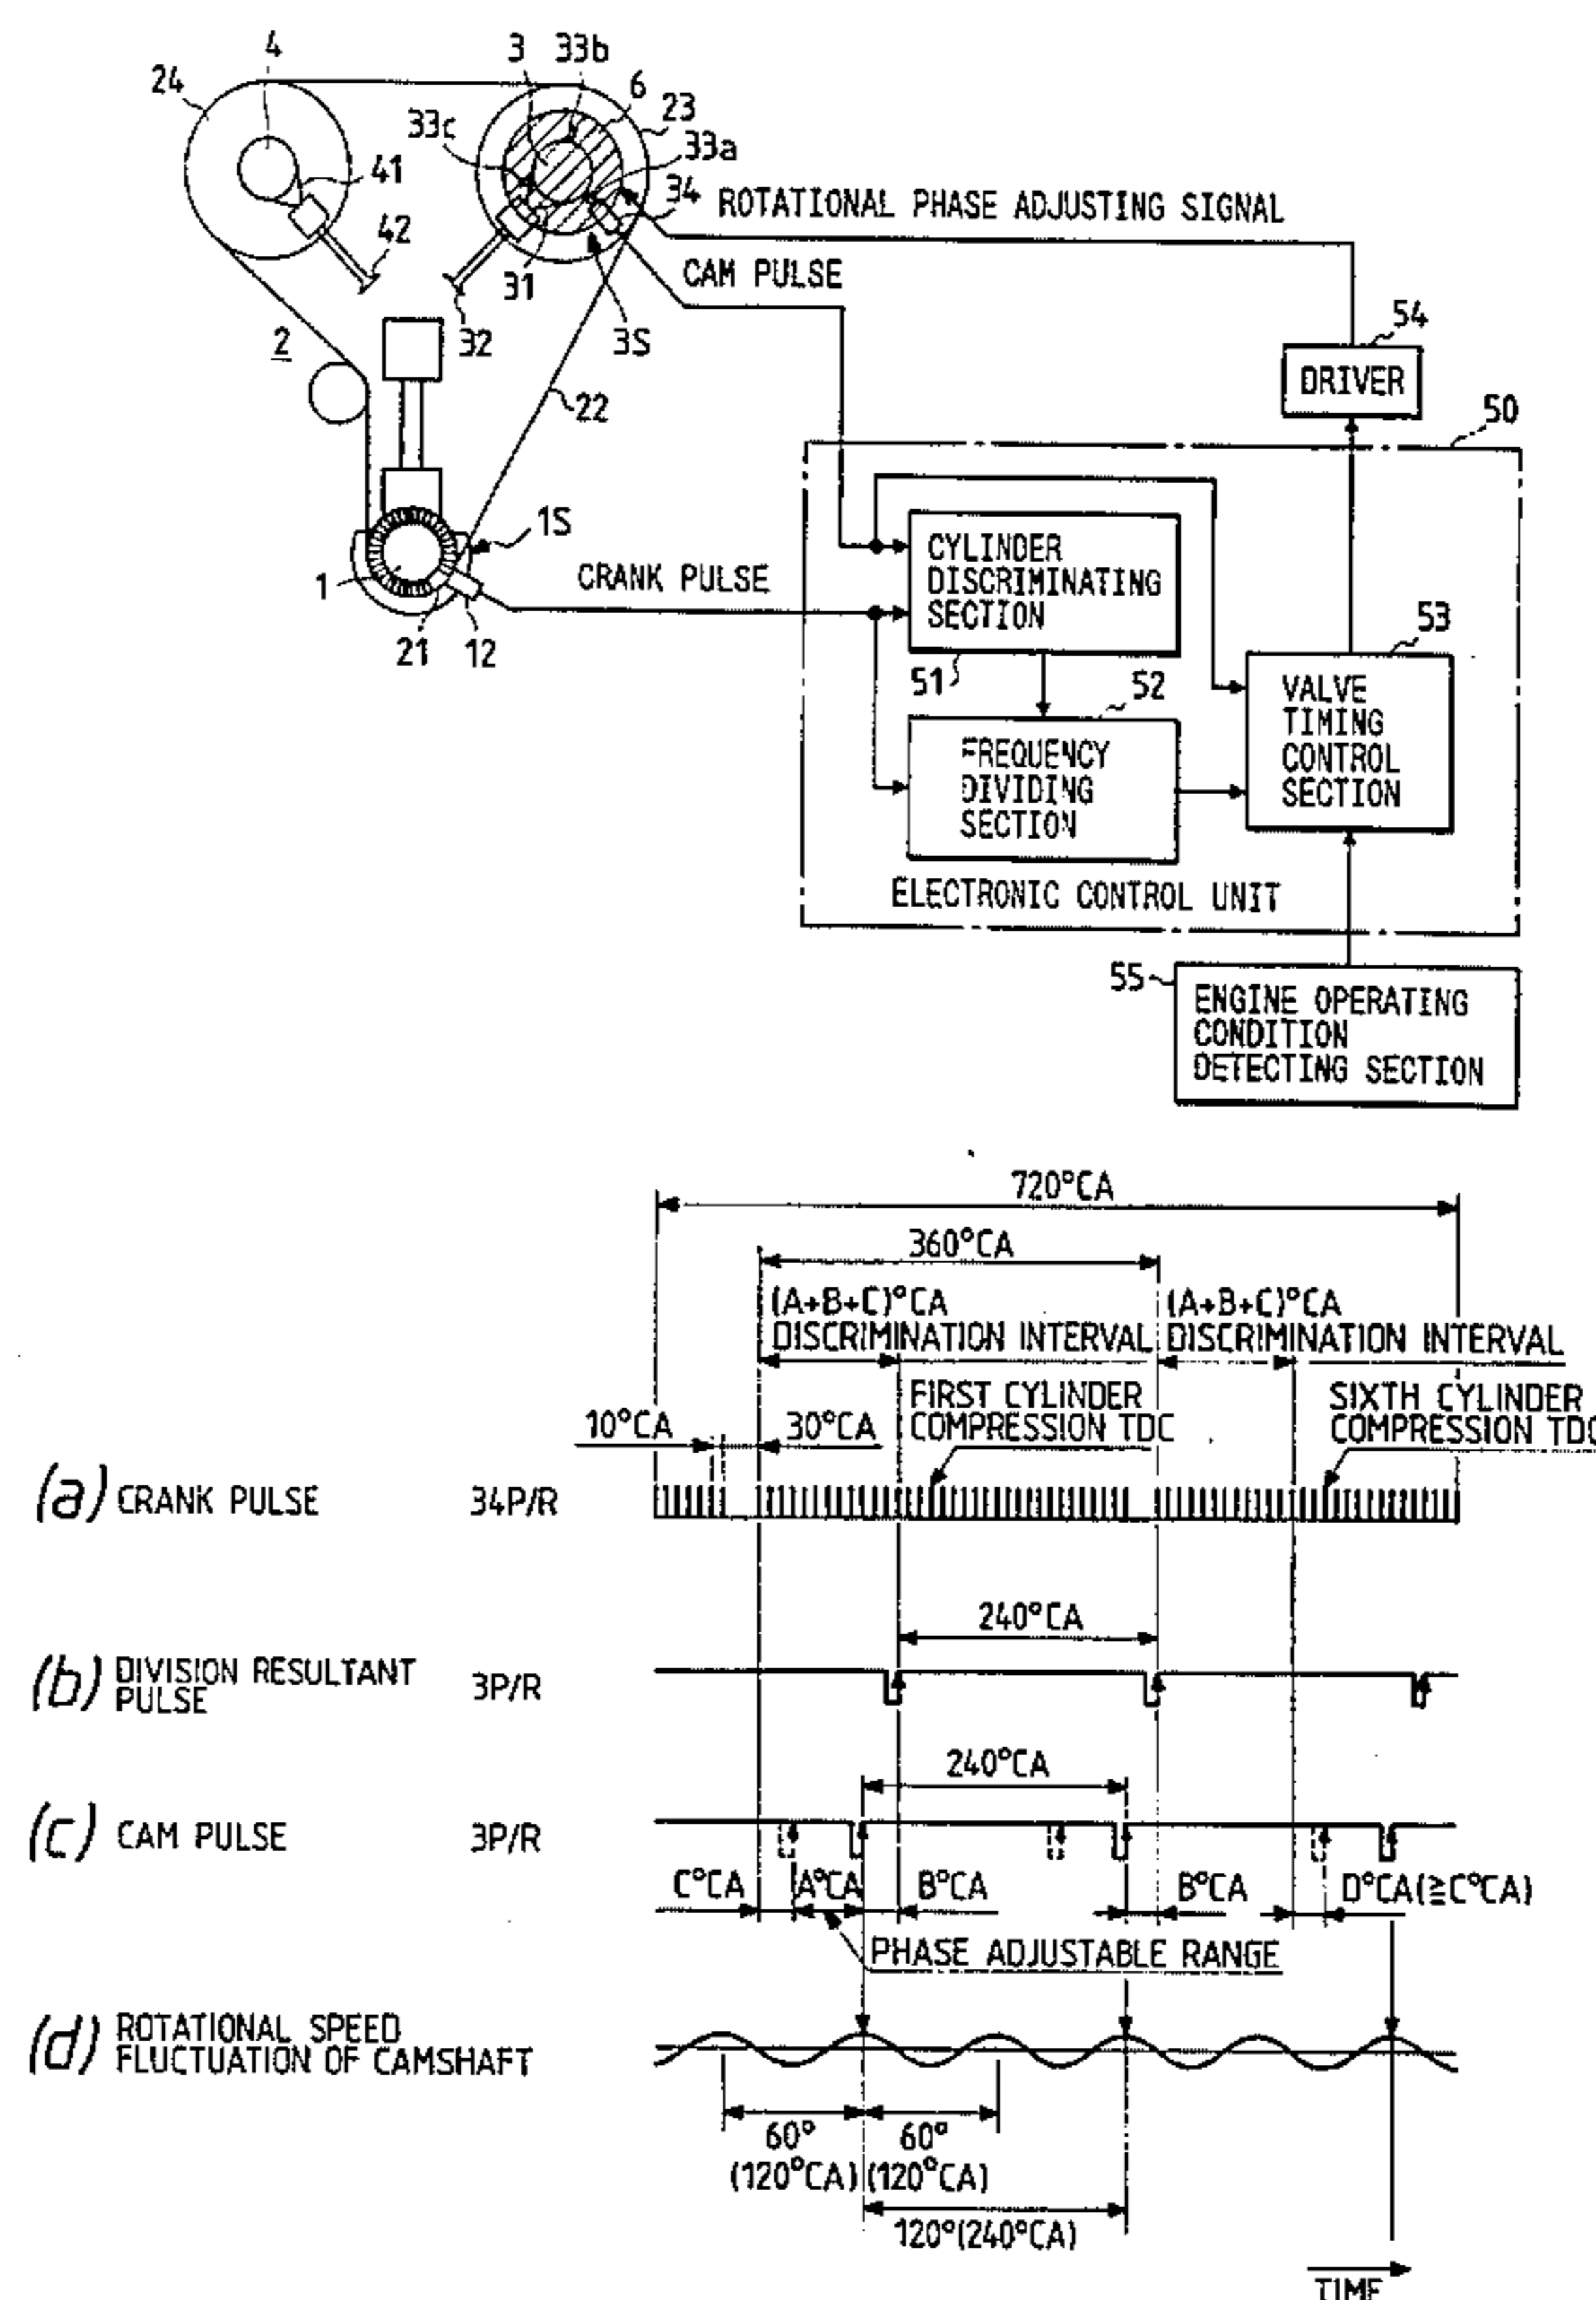 4
3
33b
24
6
23
33c
33a
34
41
ROTATIONAL PHASE ADJUSTING SIGNAL
42
CAM PULSE
31
32
3S
54
2
DRIVER
22
50
1S
CYLINDER
DISCRIMINATING
SECTION
CRANK PULSE
1
21
12
53
51
52
VALVE
TIMING
CONTROL
SECTION
FREQUENCY
DIVIDING
SECTION
ELECTRONIC CONTROL UNIT
55
ENGINE OPERATING
CONDITION
DETECTING SECTION
720°CA
360°CA
(A+B+C)°CA
DISCRIMINATION INTERVAL
(A+B+C)°CA
DISCRIMINATION INTERVAL
FIRST CYLINDER
COMPRESSION TDC
SIXTH CYLINDER
COMPRESSION TDC
10°CA
30°CA
(a) CRANK PULSE 34P/R
240°CA
(b) DIVISION RESULTANT
PULSE
3P/R
240°CA
(c) CAM PULSE 3P/R
C°CA
A°CA
B°CA
B°CA
D°CA(≧C°CA)
PHASE ADJUSTABLE RANGE
(d) ROTATIONAL SPEED
FLUCTUATION OF CAMSHAFT
60°
(120°CA)
60°
(120°CA)
120°(240°CA)
TIME